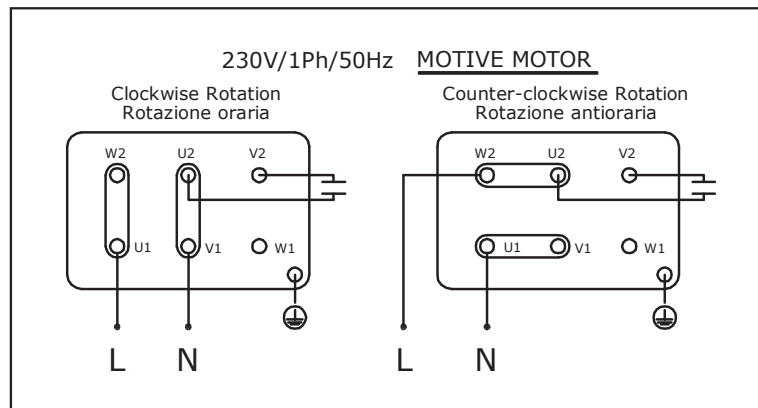 230V/1Ph/50Hz MOTIVE MOTOR
Clockwise Rotation
Rotazione oraria
W2 U2 V2
U1 V1 W1
L N
Counter-clockwise Rotation
Rotazione antioraria
W2 U2 V2
U1 V1 W1
L N